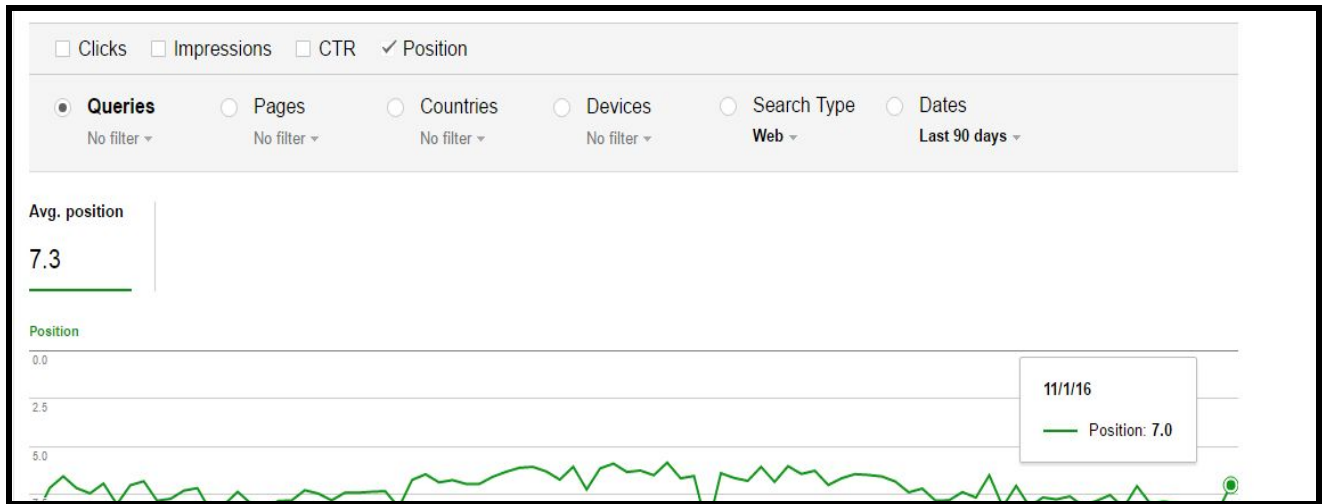 Clicks Impressions CTR Position
Queries Pages Countries Devices Search Type Dates
No filter No filter No filter No filter Web Last 90 days
Avg. position
7.3
Position
0.0
11/1/16
2.5
Position: 7.0
5.0